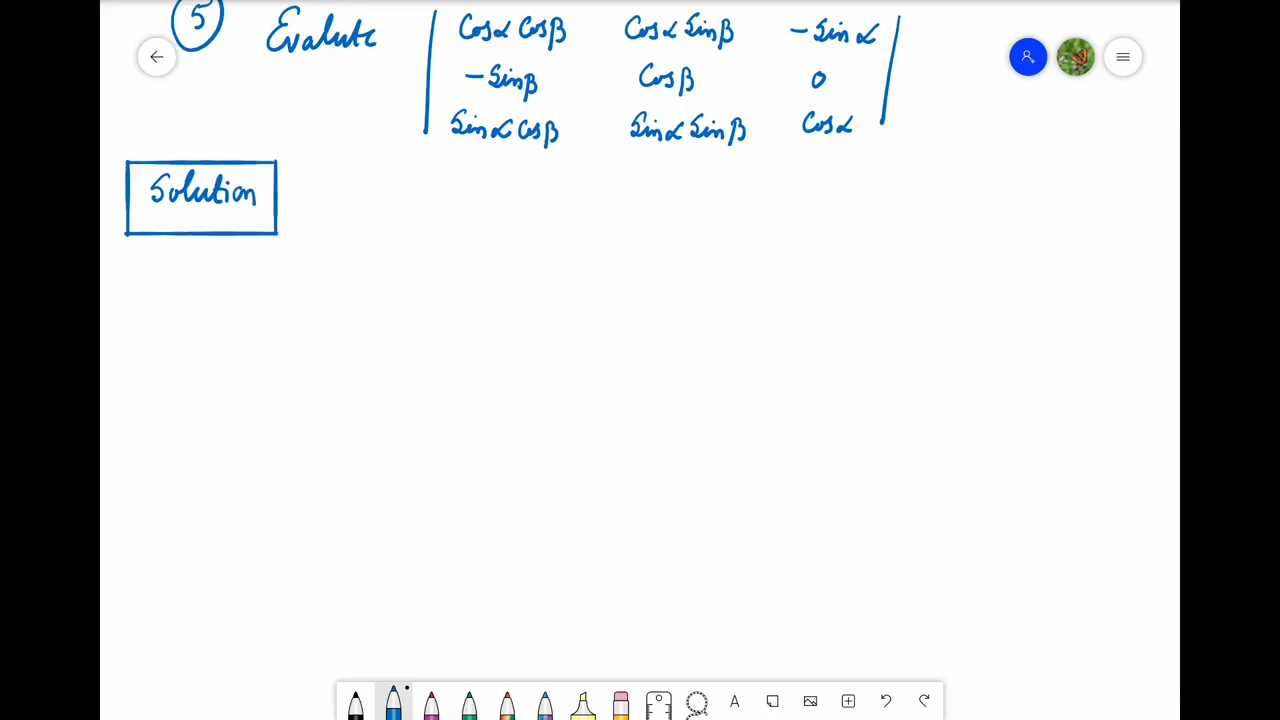 5 Evalute | Cosα Cosβ Cosα Sinβ -Sinα |
-Sinβ Cosβ 0
Sinα Cosβ Sinα Sinβ Cosα
Solution
A